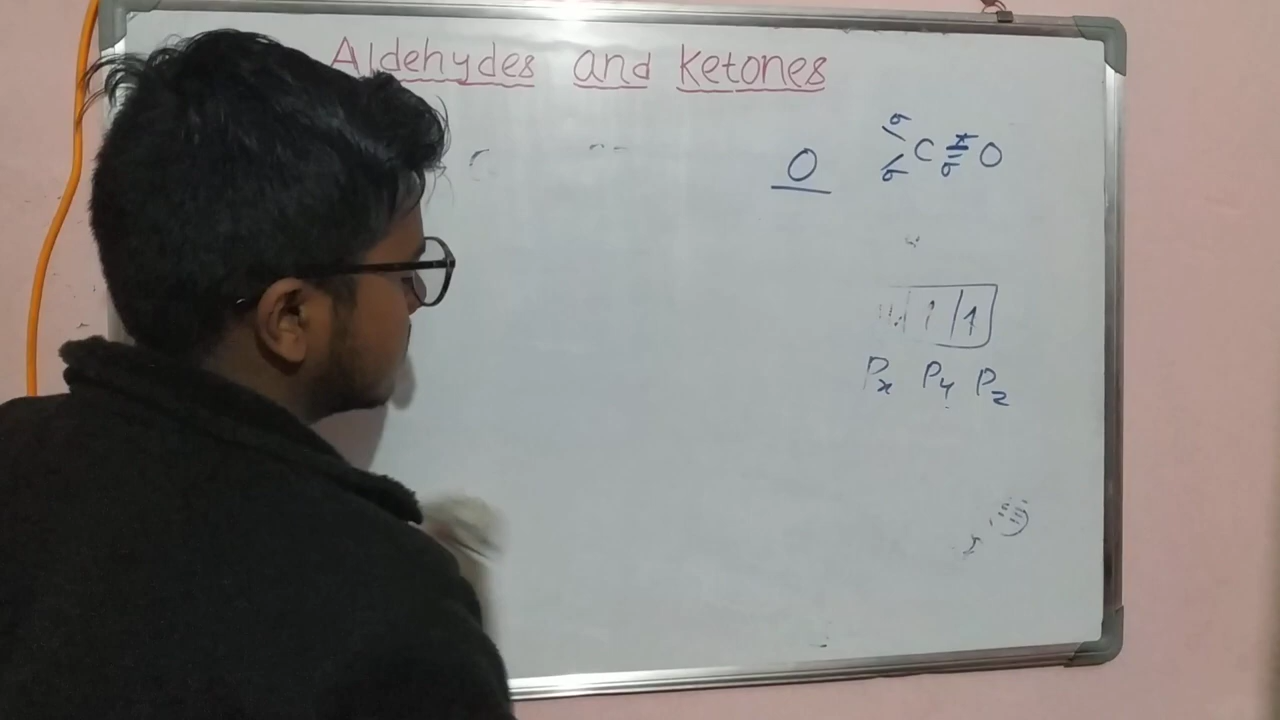 Aldehydes and Ketones
O
σ
C π O
σ σ
1 1
Px Py Pz